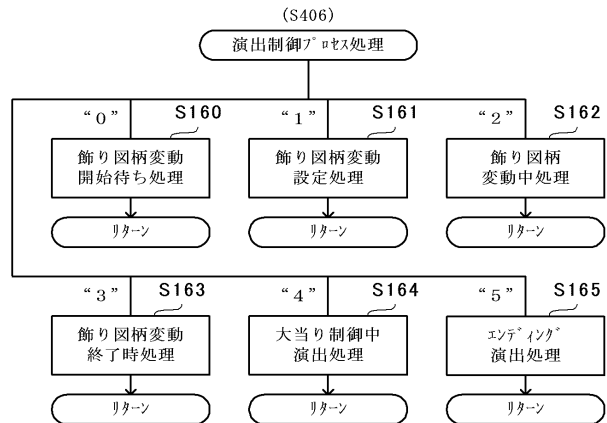 (S406)
演出制御ﾌﾟﾛｾｽ処理
“０” S160
“１” S161
“２” S162
飾り図柄変動
開始待ち処理
飾り図柄変動
設定処理
飾り図柄
変動中処理
ﾘﾀｰﾝ
ﾘﾀｰﾝ
ﾘﾀｰﾝ
“３” S163
“４” S164
“５” S165
飾り図柄変動
終了時処理
大当り制御中
演出処理
ｴﾝﾃﾞｨﾝｸﾞ
演出処理
ﾘﾀｰﾝ
ﾘﾀｰﾝ
ﾘﾀｰﾝ